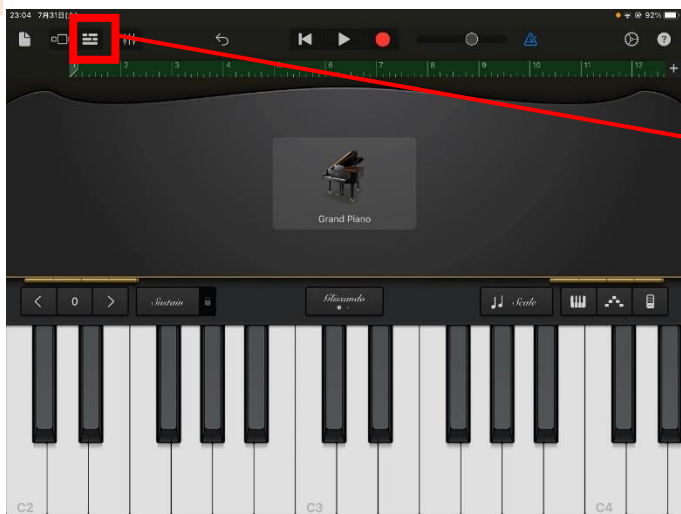 23:04 7月31日
92%
1 2 3 4 5 6 7 8 9 10 11 12
Grand Piano
0 Sustain Glissando Scale
C2 C3 C4